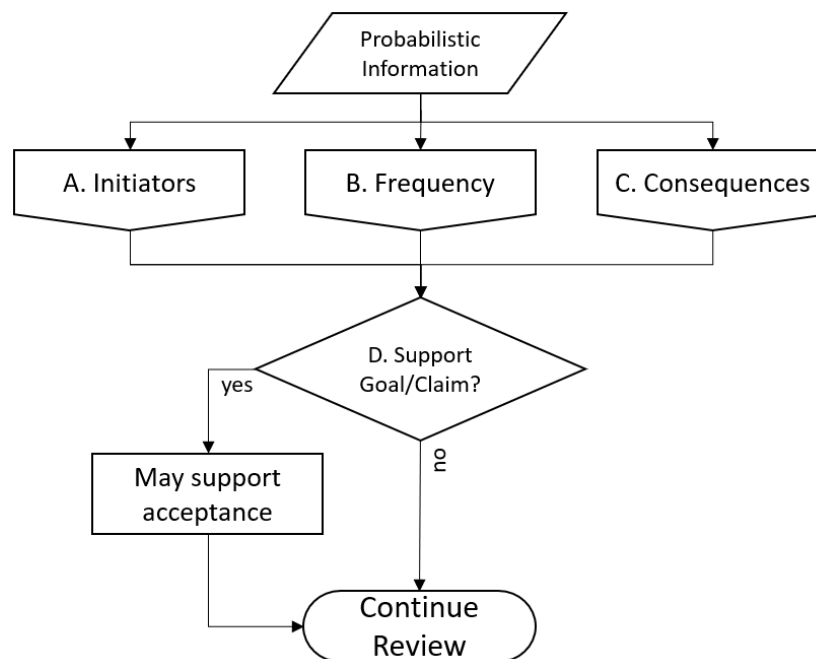 Probabilistic
Information
A. Initiators
B. Frequency
C. Consequences
D. Support
Goal/Claim?
yes
no
May support
acceptance
Continue
Review